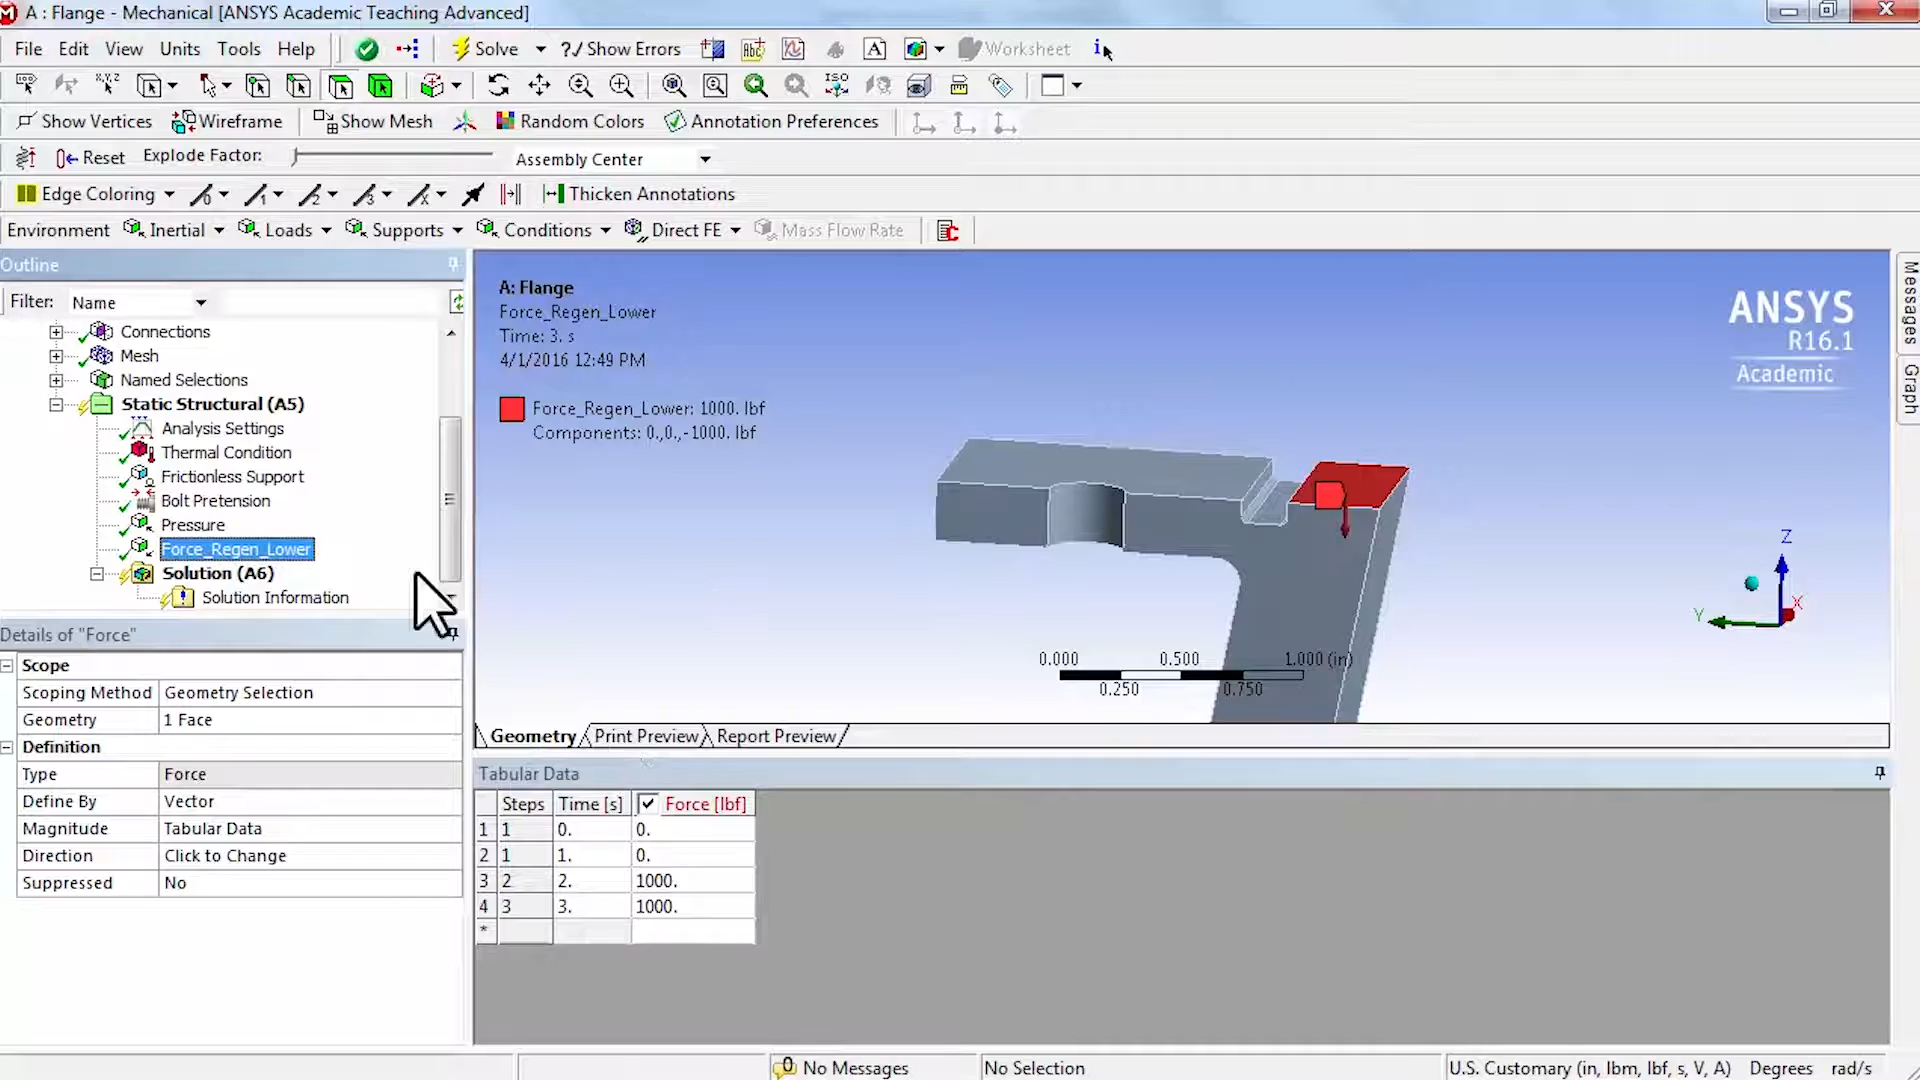 A : Flange - Mechanical [ANSYS Academic Teaching Advanced]
File Edit View Units Tools Help Solve ?/ Show Errors Worksheet
Show Vertices Wireframe Show Mesh Random Colors Annotation Preferences
Reset Explode Factor: Assembly Center
Edge Coloring Thicken Annotations
Environment Inertial Loads Supports Conditions Direct FE Mass Flow Rate
Outline
Filter: Name
Connections
Mesh
Named Selections
Static Structural (A5)
Analysis Settings
Thermal Condition
Frictionless Support
Bolt Pretension
Pressure
Force_Regen_Lower
Solution (A6)
Solution Information
Details of "Force"
Scope
Scoping Method Geometry Selection
Geometry 1 Face
Definition
Type Force
Define By Vector
Magnitude Tabular Data
Direction Click to Change
Suppressed No
A: Flange
Force_Regen_Lower
Time: 3. s
4/1/2016 12:49 PM
Force_Regen_Lower: 1000. lbf
Components: 0.,0.,-1000. lbf
ANSYS
R16.1
Academic
Z
Y
X
0.000 0.500 1.000 (in)
0.250 0.750
Geometry Print Preview Report Preview
Tabular Data
Steps Time [s] Force [lbf]
1 1 0. 0.
2 1 1. 0.
3 2 2. 1000.
4 3 3. 1000.
*
Messages
Graph
No Messages No Selection U.S. Customary (in, lbm, lbf, s, V, A) Degrees rad/s